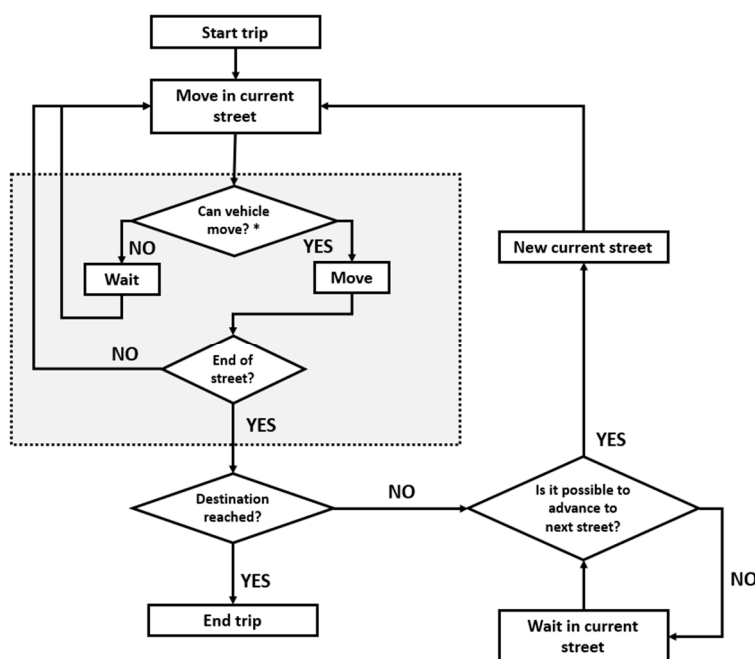 Start trip
Move in current
street
Can vehicle
move? *
NO
YES
Wait
Move
New current street
NO
End of
street?
YES
YES
Destination
reached?
NO
Is it possible to
advance to
next street?
YES
NO
End trip
Wait in current
street